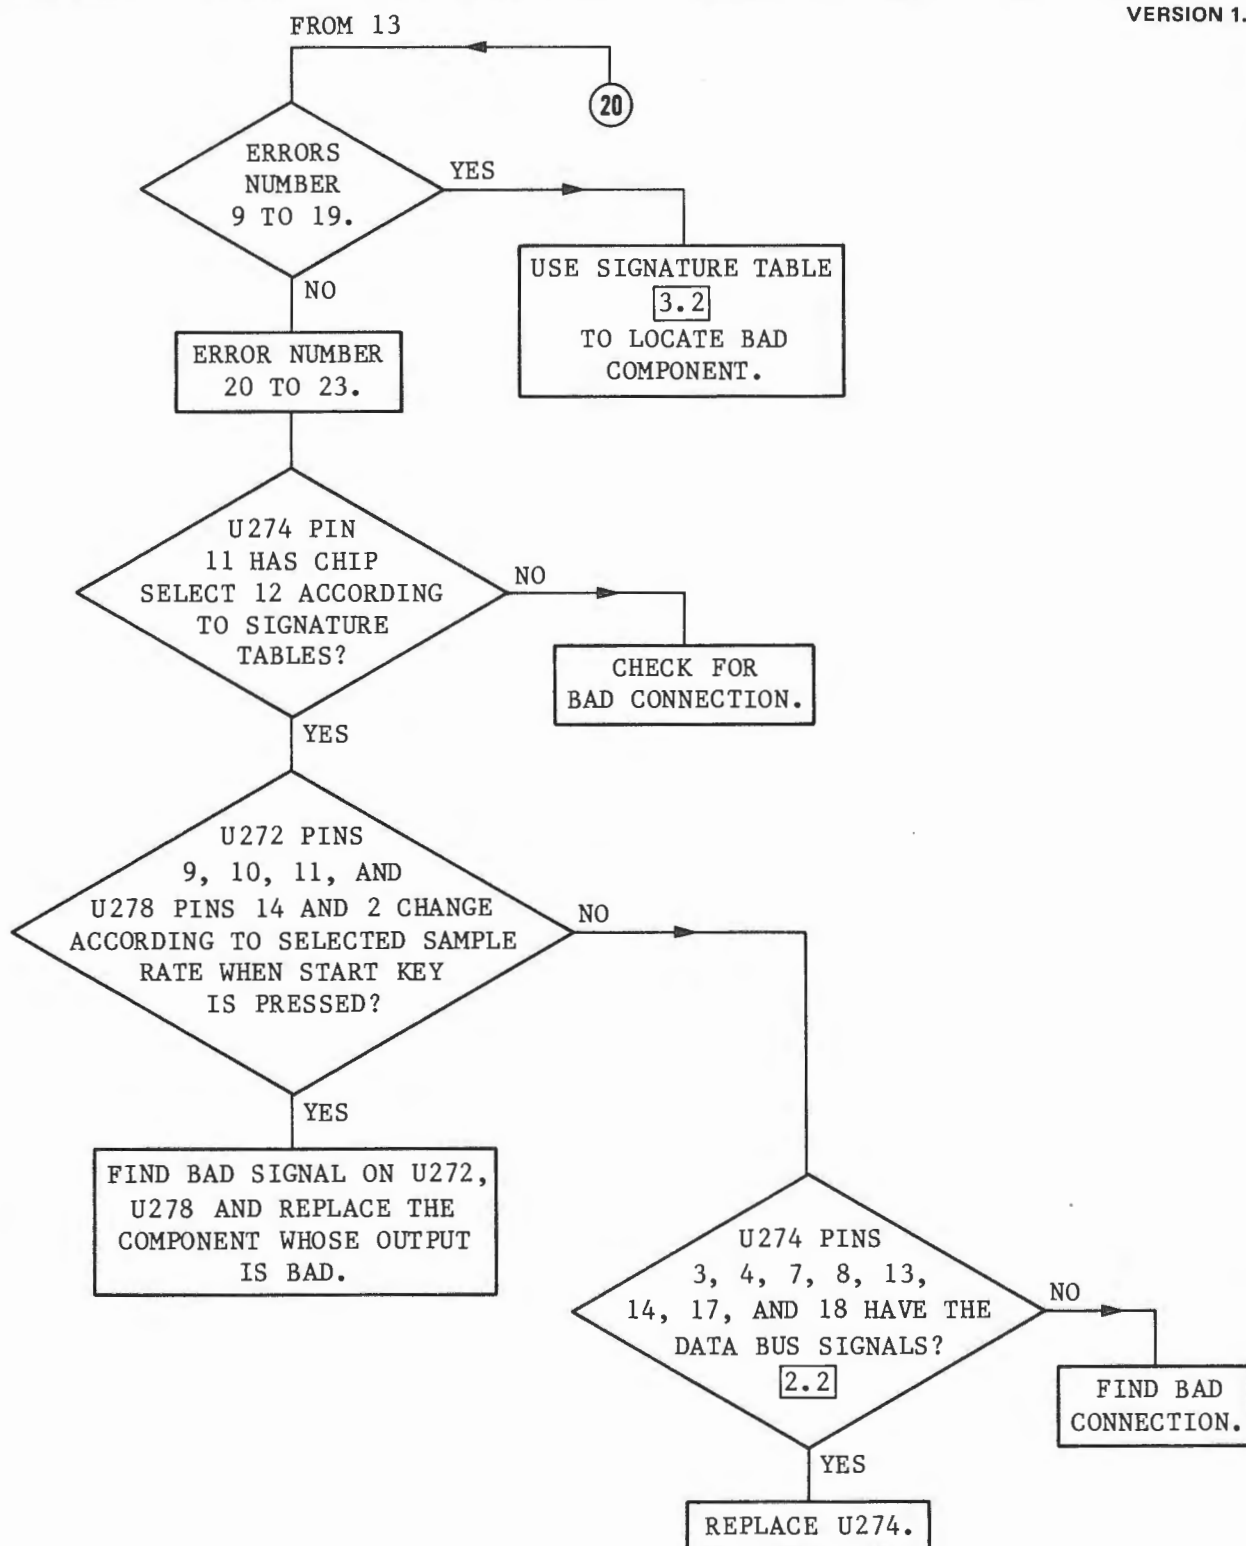 VERSION 1.
FROM 13
20
ERRORS
NUMBER
9 TO 19.
YES
USE SIGNATURE TABLE
3.2
TO LOCATE BAD
COMPONENT.
NO
ERROR NUMBER
20 TO 23.
U274 PIN
11 HAS CHIP
SELECT 12 ACCORDING
TO SIGNATURE
TABLES?
NO
CHECK FOR
BAD CONNECTION.
YES
U272 PINS
9, 10, 11, AND
U278 PINS 14 AND 2 CHANGE
ACCORDING TO SELECTED SAMPLE
RATE WHEN START KEY
IS PRESSED?
NO
YES
FIND BAD SIGNAL ON U272,
U278 AND REPLACE THE
COMPONENT WHOSE OUTPUT
IS BAD.
U274 PINS
3, 4, 7, 8, 13,
14, 17, AND 18 HAVE THE
DATA BUS SIGNALS?
2.2
NO
FIND BAD
CONNECTION.
YES
REPLACE U274.